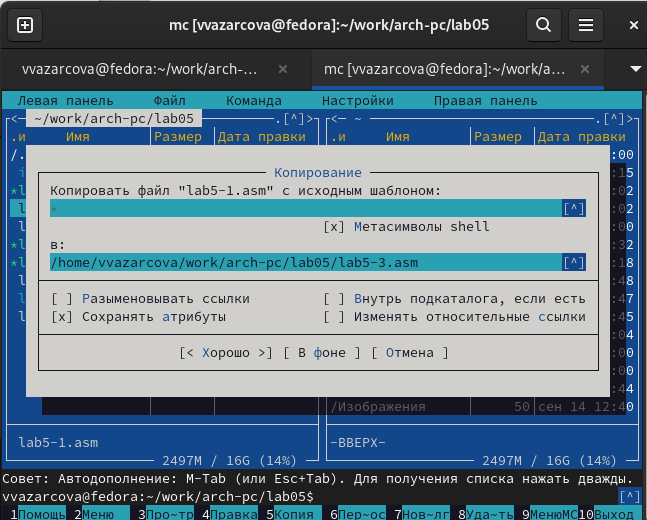 mc [vvazarcova@fedora]:~/work/arch-pc/lab05
vvazarcova@fedora:~/work/arch-... mc [vvazarcova@fedora]:~/work/a...
Левая панель Файл Команда Настройки Правая панель
<─ ~/work/arch-pc/lab05 .[^]> <─ ~ .[^]>
.и Имя Размер Дата правки .и Имя Размер Дата правки
Копирование
Копировать файл "lab5-1.asm" с исходным шаблоном:
* [^]
[x] Метасимволы shell
в:
/home/vvazarcova/work/arch-pc/lab05/lab5-3.asm [^]
[ ] Разыменовывать ссылки [ ] Внутрь подкаталога, если есть
[x] Сохранять атрибуты [ ] Изменять относительные ссылки
[< Хорошо >] [ В фоне ] [ Отмена ]
/Изображения 50 сен 14 12:40
lab5-1.asm -ВВЕРХ-
2497M / 16G (14%) 2497M / 16G (14%)
Совет: Автодополнение: M-Tab (или Esc+Tab). Для получения списка нажать дважды.
vvazarcova@fedora:~/work/arch-pc/lab05$ [^]
1Помощь 2Меню 3Про~тр 4Правка 5Копия 6Пер~ос 7Нов~лг 8Уда~ть 9МенюMC 10Выход